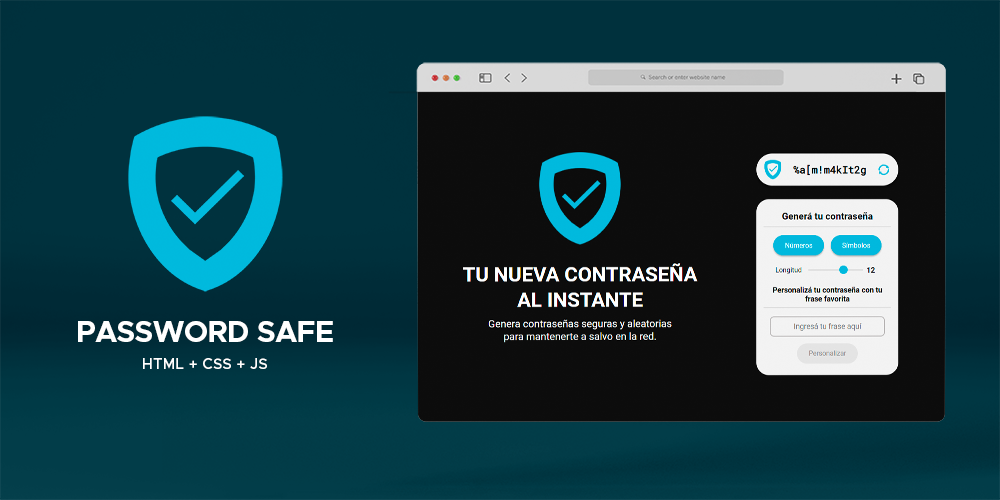 PASSWORD SAFE
HTML + CSS + JS
Search or enter website name
TU NUEVA CONTRASEÑA
AL INSTANTE
Genera contraseñas seguras y aleatorias
para mantenerte a salvo en la red.
%a[m!m4kIt2g
Generá tu contraseña
Números Símbolos
Longitud 12
Personalizá tu contraseña con tu
frase favorita
Ingresá tu frase aquí
Personalizar